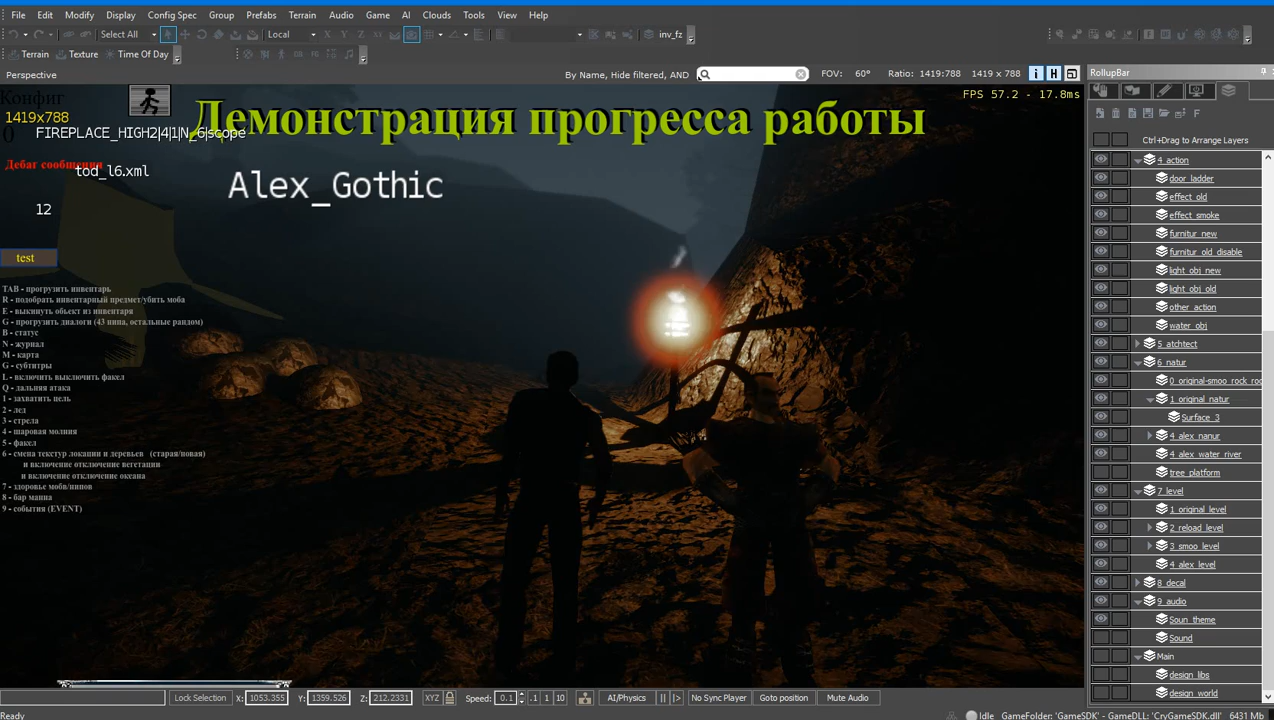 File Edit Modify Display Config Spec Group Prefabs Terrain Audio Game AI Clouds Tools View Help
Select All Local X Y Z XY inv_fz
Terrain Texture Time Of Day
Perspective By Name, Hide filtered, AND FOV: 60° Ratio: 1419:788 1419 x 788 i H RollupBar
Конфиг
FPS 57.2 - 17.8ms
1419x788
Демонстрация прогресса работы
0
FIREPLACE_HIGH2|4|1|N_6|scope
Дебаг сообщения
tod_l6.xml
Alex_Gothic
12
test
TAB - прогрузить инвентарь
R - подобрать инвентарный предмет/убить моба
E - выкинуть обьект из инвентаря
G - прогрузить диалоги (43 нипа, остальные рандом)
B - статус
N - журнал
M - карта
G - субтитры
L - включить выключить факел
Q - дальняя атака
1 - захватить цель
2 - лед
3 - стрела
4 - шаровая молния
5 - факел
6 - смена текстур локации и деревьев (старая/новая)
и включение отключение вегетации
и включение отключение океана
7 - здоровье мобв/нипов
8 - бар манна
9 - события (EVENT)
F
Ctrl+Drag to Arrange Layers
4_action
door_ladder
effect_old
effect_smoke
furnitur_new
furnitur_old_disable
light_obj_new
light_obj_old
other_action
water_obj
5_atchtect
6_natur
0_original-smoo_rock_roc
1_original_natur
Surface_3
4_alex_nanur
4_alex_water_river
tree_platform
7_level
1_original_level
2_reload_level
3_smoo_level
4_alex_level
8_decal
9_audio
Soun_theme
Sound
Main
design_libs
design_world
Lock Selection X: 1053.355 Y: 1359.526 Z: 212.2331 XYZ Speed: 0.1 .1 1 10 AI/Physics No Sync Player Goto position Mute Audio
Ready Idle GameFolder: 'GameSDK' - GameDLL: 'CryGameSDK.dll' 6431 Mb